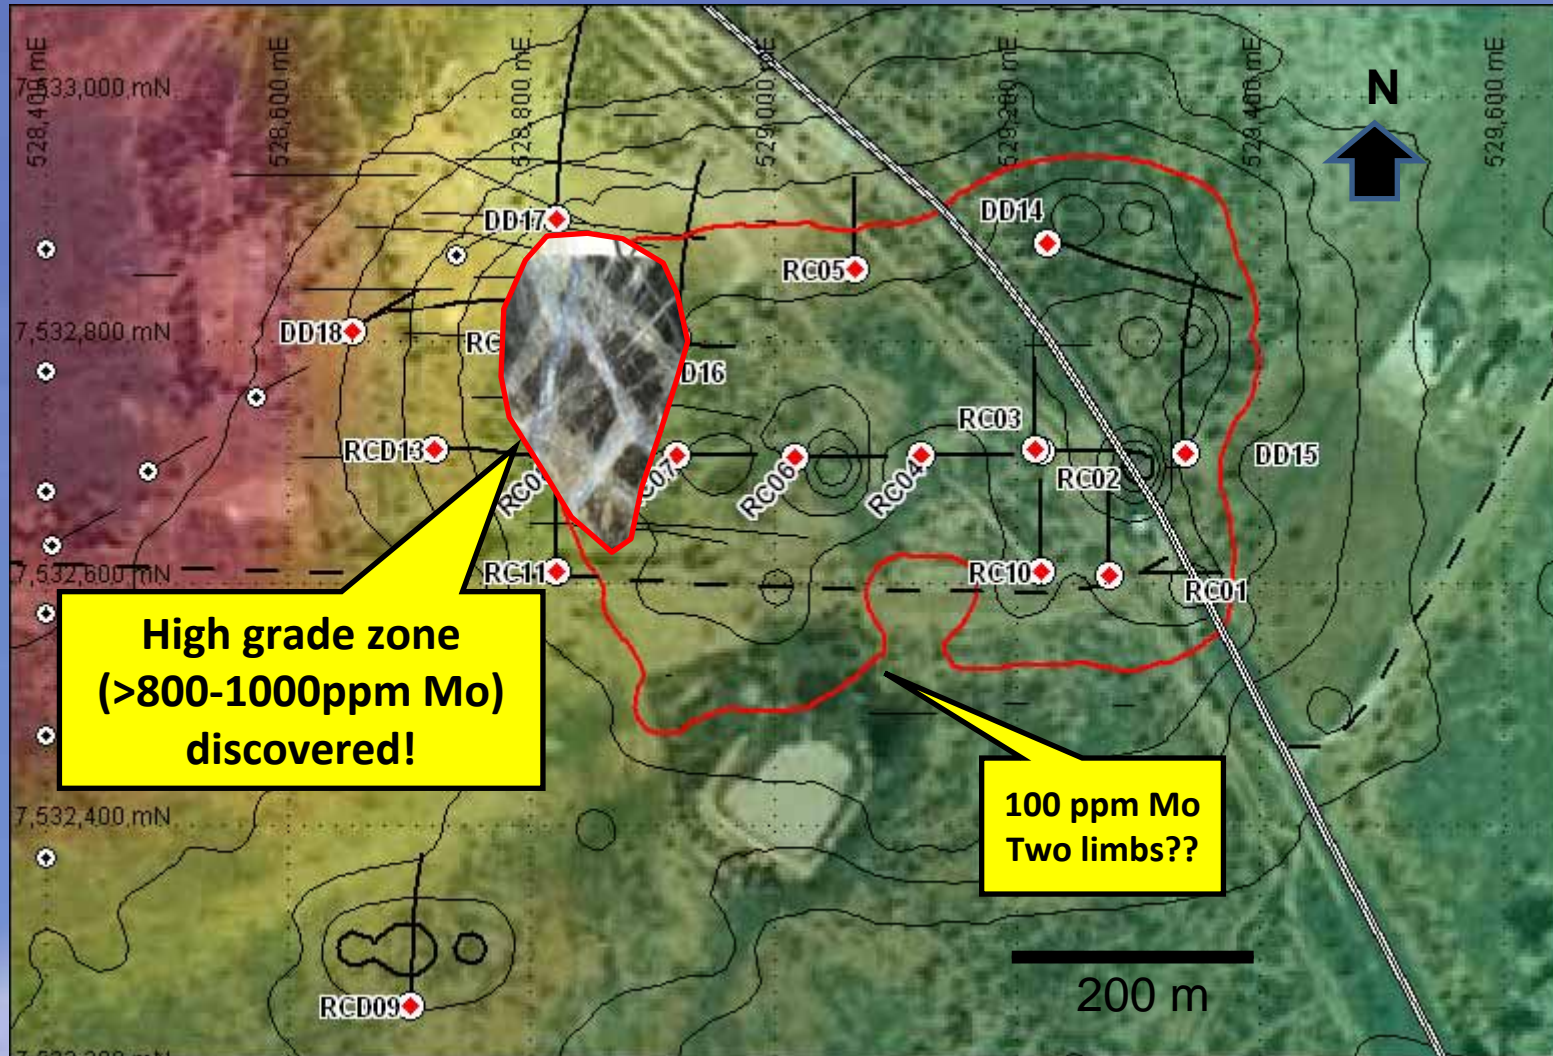 528,400 mE
528,600 mE
528,800 mE
529,000 mE
529,200 mE
529,400 mE
529,600 mE
7,533,000 mN
N
DD17
DD14
RC05
7,532,800 mN
DD18
RC
D16
RC03
RCD13
RC07
RC06
RC04
RC02
DD15
7,532,600 mN
RC11
RC10
RC01
High grade zone
(>800-1000ppm Mo)
discovered!
100 ppm Mo
Two limbs??
7,532,400 mN
200 m
RCD09